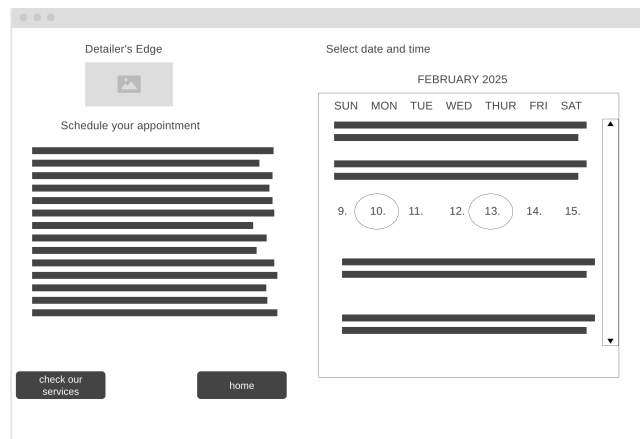 Detailer's Edge
Schedule your appointment
check our
services
home
Select date and time
FEBRUARY 2025
SUN MON TUE WED THUR FRI SAT
9. 10. 11. 12. 13. 14. 15.